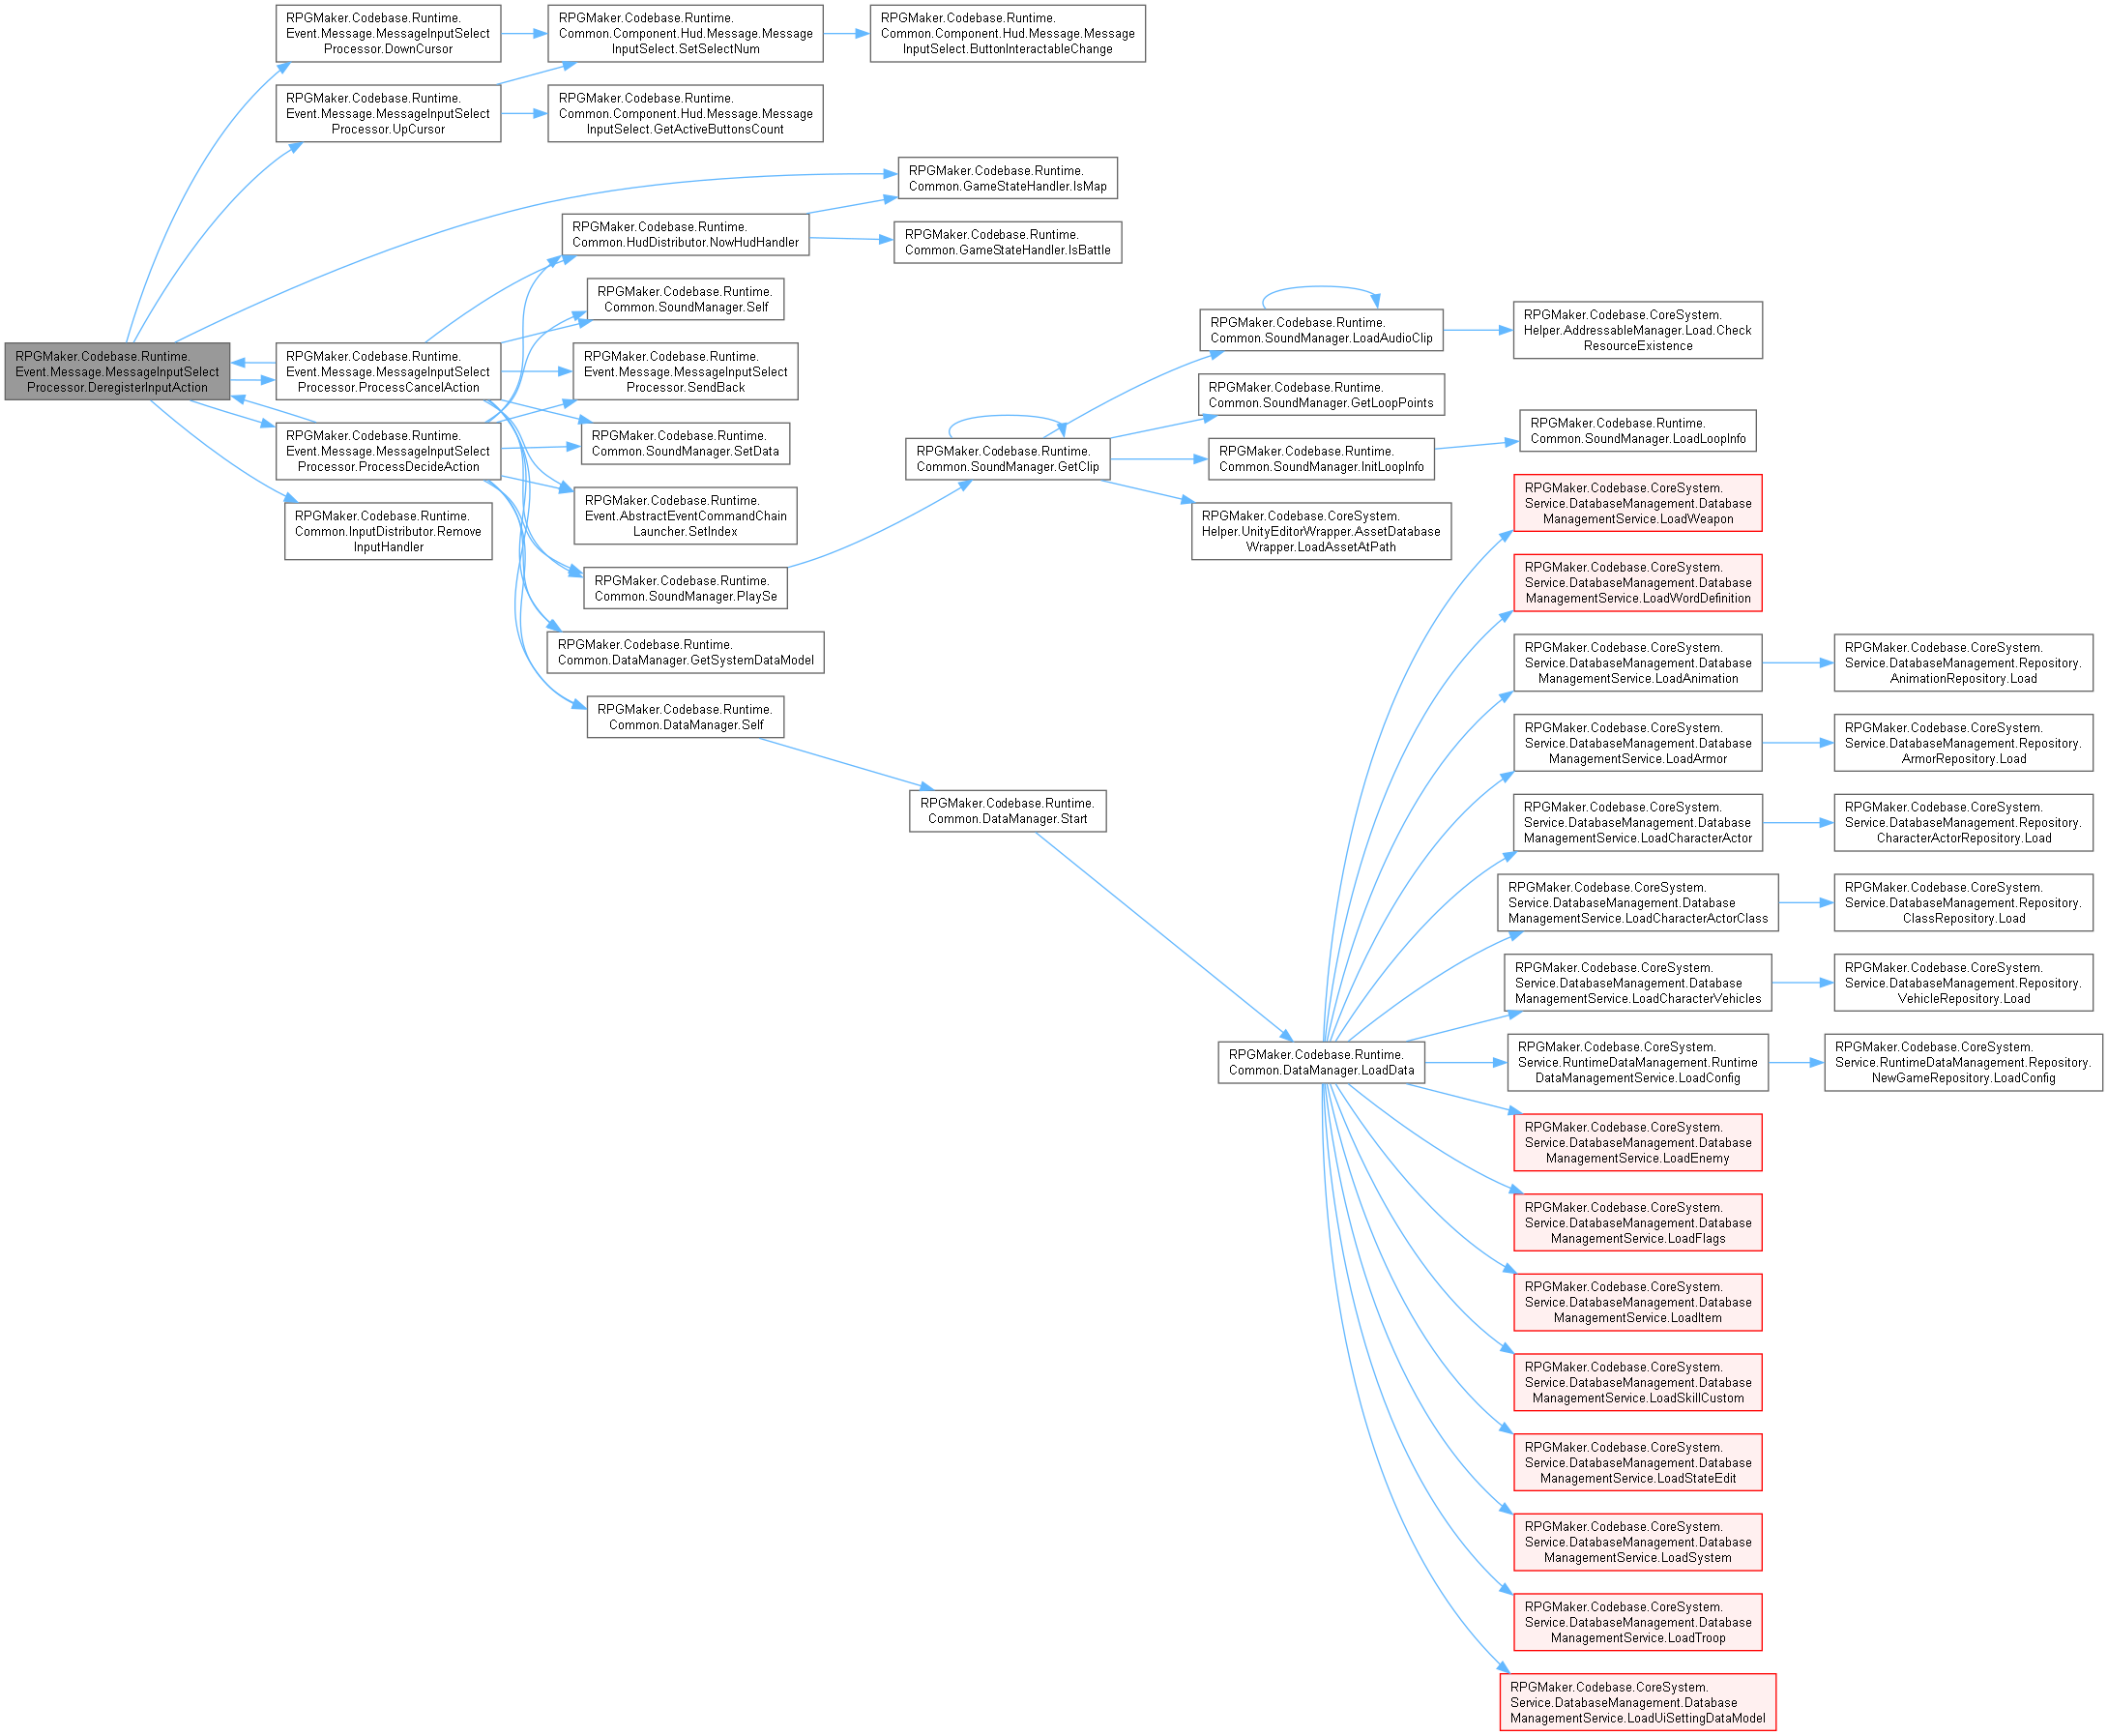 RPGMaker.Codebase.Runtime.
Event.Message.MessageInputSelect
Processor.DeregisterInputAction
RPGMaker.Codebase.Runtime.
Event.Message.MessageInputSelect
Processor.DownCursor
RPGMaker.Codebase.Runtime.
Event.Message.MessageInputSelect
Processor.UpCursor
RPGMaker.Codebase.Runtime.
Event.Message.MessageInputSelect
Processor.ProcessCancelAction
RPGMaker.Codebase.Runtime.
Event.Message.MessageInputSelect
Processor.ProcessDecideAction
RPGMaker.Codebase.Runtime.
Common.InputDistributor.Remove
InputHandler
RPGMaker.Codebase.Runtime.
Common.Component.Hud.Message.Message
InputSelect.SetSelectNum
RPGMaker.Codebase.Runtime.
Common.Component.Hud.Message.Message
InputSelect.GetActiveButtonsCount
RPGMaker.Codebase.Runtime.
Common.HudDistributor.NowHudHandler
RPGMaker.Codebase.Runtime.
Common.SoundManager.Self
RPGMaker.Codebase.Runtime.
Event.Message.MessageInputSelect
Processor.SendBack
RPGMaker.Codebase.Runtime.
Common.SoundManager.SetData
RPGMaker.Codebase.Runtime.
Event.AbstractEventCommandChain
Launcher.SetIndex
RPGMaker.Codebase.Runtime.
Common.SoundManager.PlaySe
RPGMaker.Codebase.Runtime.
Common.DataManager.GetSystemDataModel
RPGMaker.Codebase.Runtime.
Common.DataManager.Self
RPGMaker.Codebase.Runtime.
Common.Component.Hud.Message.Message
InputSelect.ButtonInteractableChange
RPGMaker.Codebase.Runtime.
Common.GameStateHandler.IsMap
RPGMaker.Codebase.Runtime.
Common.GameStateHandler.IsBattle
RPGMaker.Codebase.Runtime.
Common.SoundManager.GetClip
RPGMaker.Codebase.Runtime.
Common.DataManager.Start
RPGMaker.Codebase.Runtime.
Common.SoundManager.LoadAudioClip
RPGMaker.Codebase.Runtime.
Common.SoundManager.GetLoopPoints
RPGMaker.Codebase.Runtime.
Common.SoundManager.InitLoopInfo
RPGMaker.Codebase.CoreSystem.
Helper.UnityEditorWrapper.AssetDatabase
Wrapper.LoadAssetAtPath
RPGMaker.Codebase.Runtime.
Common.DataManager.LoadData
RPGMaker.Codebase.CoreSystem.
Helper.AddressableManager.Load.Check
ResourceExistence
RPGMaker.Codebase.Runtime.
Common.SoundManager.LoadLoopInfo
RPGMaker.Codebase.CoreSystem.
Service.DatabaseManagement.Database
ManagementService.LoadWeapon
RPGMaker.Codebase.CoreSystem.
Service.DatabaseManagement.Database
ManagementService.LoadWordDefinition
RPGMaker.Codebase.CoreSystem.
Service.DatabaseManagement.Database
ManagementService.LoadAnimation
RPGMaker.Codebase.CoreSystem.
Service.DatabaseManagement.Database
ManagementService.LoadArmor
RPGMaker.Codebase.CoreSystem.
Service.DatabaseManagement.Database
ManagementService.LoadCharacterActor
RPGMaker.Codebase.CoreSystem.
Service.DatabaseManagement.Database
ManagementService.LoadCharacterActorClass
RPGMaker.Codebase.CoreSystem.
Service.DatabaseManagement.Database
ManagementService.LoadCharacterVehicles
RPGMaker.Codebase.CoreSystem.
Service.RuntimeDataManagement.Runtime
DataManagementService.LoadConfig
RPGMaker.Codebase.CoreSystem.
Service.DatabaseManagement.Database
ManagementService.LoadEnemy
RPGMaker.Codebase.CoreSystem.
Service.DatabaseManagement.Database
ManagementService.LoadFlags
RPGMaker.Codebase.CoreSystem.
Service.DatabaseManagement.Database
ManagementService.LoadItem
RPGMaker.Codebase.CoreSystem.
Service.DatabaseManagement.Database
ManagementService.LoadSkillCustom
RPGMaker.Codebase.CoreSystem.
Service.DatabaseManagement.Database
ManagementService.LoadStateEdit
RPGMaker.Codebase.CoreSystem.
Service.DatabaseManagement.Database
ManagementService.LoadSystem
RPGMaker.Codebase.CoreSystem.
Service.DatabaseManagement.Database
ManagementService.LoadTroop
RPGMaker.Codebase.CoreSystem.
Service.DatabaseManagement.Database
ManagementService.LoadUiSettingDataModel
RPGMaker.Codebase.CoreSystem.
Service.DatabaseManagement.Repository.
AnimationRepository.Load
RPGMaker.Codebase.CoreSystem.
Service.DatabaseManagement.Repository.
ArmorRepository.Load
RPGMaker.Codebase.CoreSystem.
Service.DatabaseManagement.Repository.
CharacterActorRepository.Load
RPGMaker.Codebase.CoreSystem.
Service.DatabaseManagement.Repository.
ClassRepository.Load
RPGMaker.Codebase.CoreSystem.
Service.DatabaseManagement.Repository.
VehicleRepository.Load
RPGMaker.Codebase.CoreSystem.
Service.RuntimeDataManagement.Repository.
NewGameRepository.LoadConfig